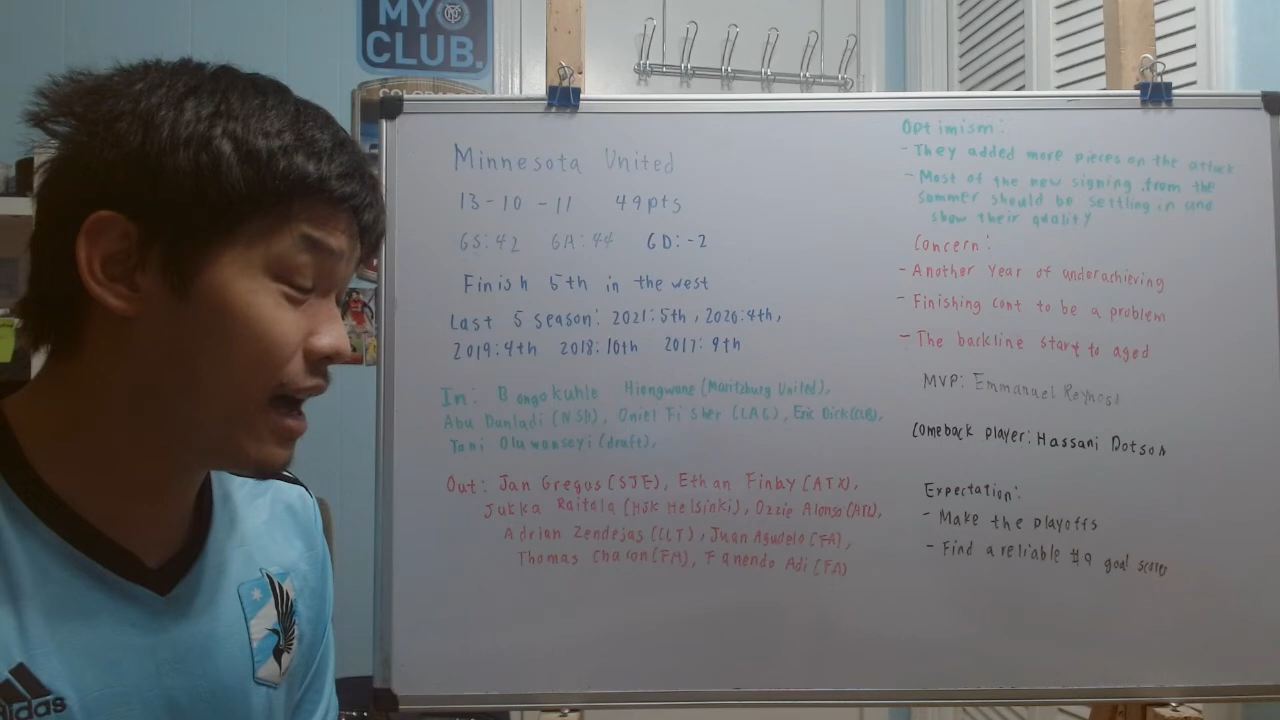 MY
CLUB.
COLORA
Minnesota United
13-10-11 49pts
GS:42 GA:44 GD:-2
Finish 5th in the west
Last 5 season: 2021:5th, 2020:4th,
2019:4th 2018:10th 2017:9th
In: Bongokuhle Hlongwane (Maritzburg United),
Abu Danladi (NSH), Oniel Fisher (LAG), Eric Dick (CLB),
Tani Oluwanseyi (draft),
Out: Jan Gregus (SJE), Ethan Finlay (ATX),
Jukka Raitala (HJK Helsinki), Ozzie Alonso (ATL),
Adrian Zendejas (CLT), Juan Agudelo (FA),
Thomas Chacon (FA), Fanendo Adi (FA)
Optimism:
- They added more pieces on the attack
- Most of the new signing from the
summer should be settling in and
show their quality
Concern:
- Another year of underachieving
- Finishing cont to be a problem
- The backline start to aged
MVP: Emmanuel Reynoso
Comeback player: Hassani Dotson
Expectation:
- Make the playoffs
- Find a reliable #9 goal scorer
adidas